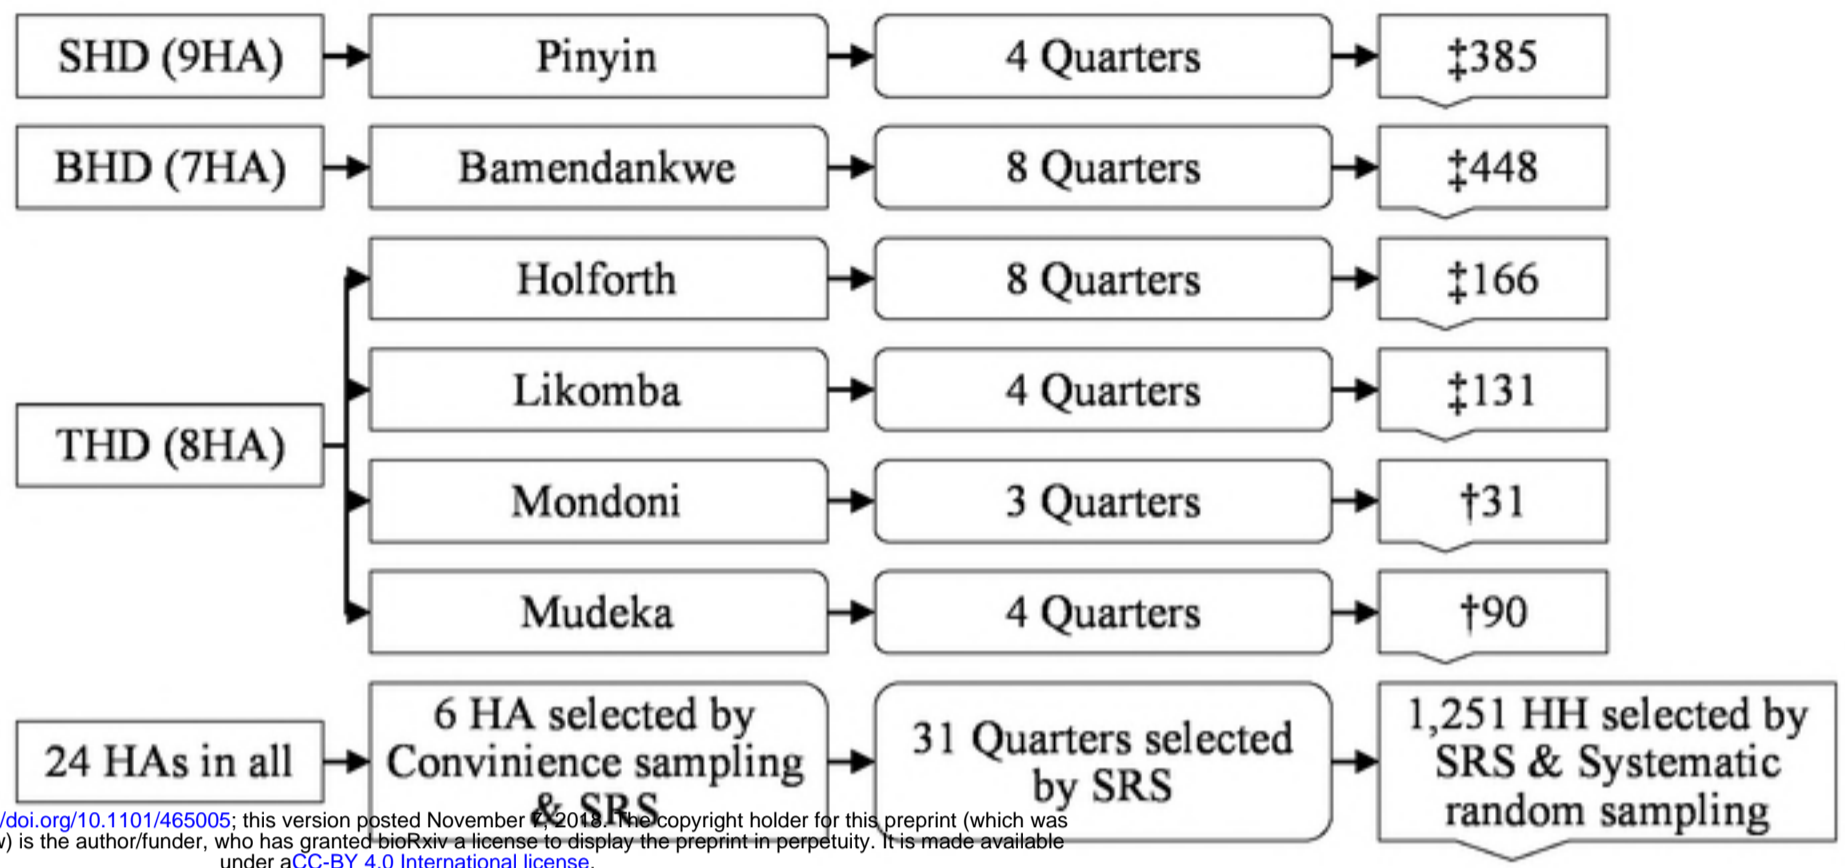 SHD (9HA) Pinyin 4 Quarters ‡385
BHD (7HA) Bamendankwe 8 Quarters ‡448
Holforth 8 Quarters ‡166
Likomba 4 Quarters ‡131
THD (8HA)
Mondoni 3 Quarters †31
Mudeka 4 Quarters †90
24 HAs in all
6 HA selected by
Convinience sampling
& SRS
31 Quarters selected
by SRS
1,251 HH selected by
SRS & Systematic
random sampling
/doi.org/10.1101/465005; this version posted November 7, 2018. The copyright holder for this preprint (which was
w) is the author/funder, who has granted bioRxiv a license to display the preprint in perpetuity. It is made available
under aCC-BY 4.0 International license.